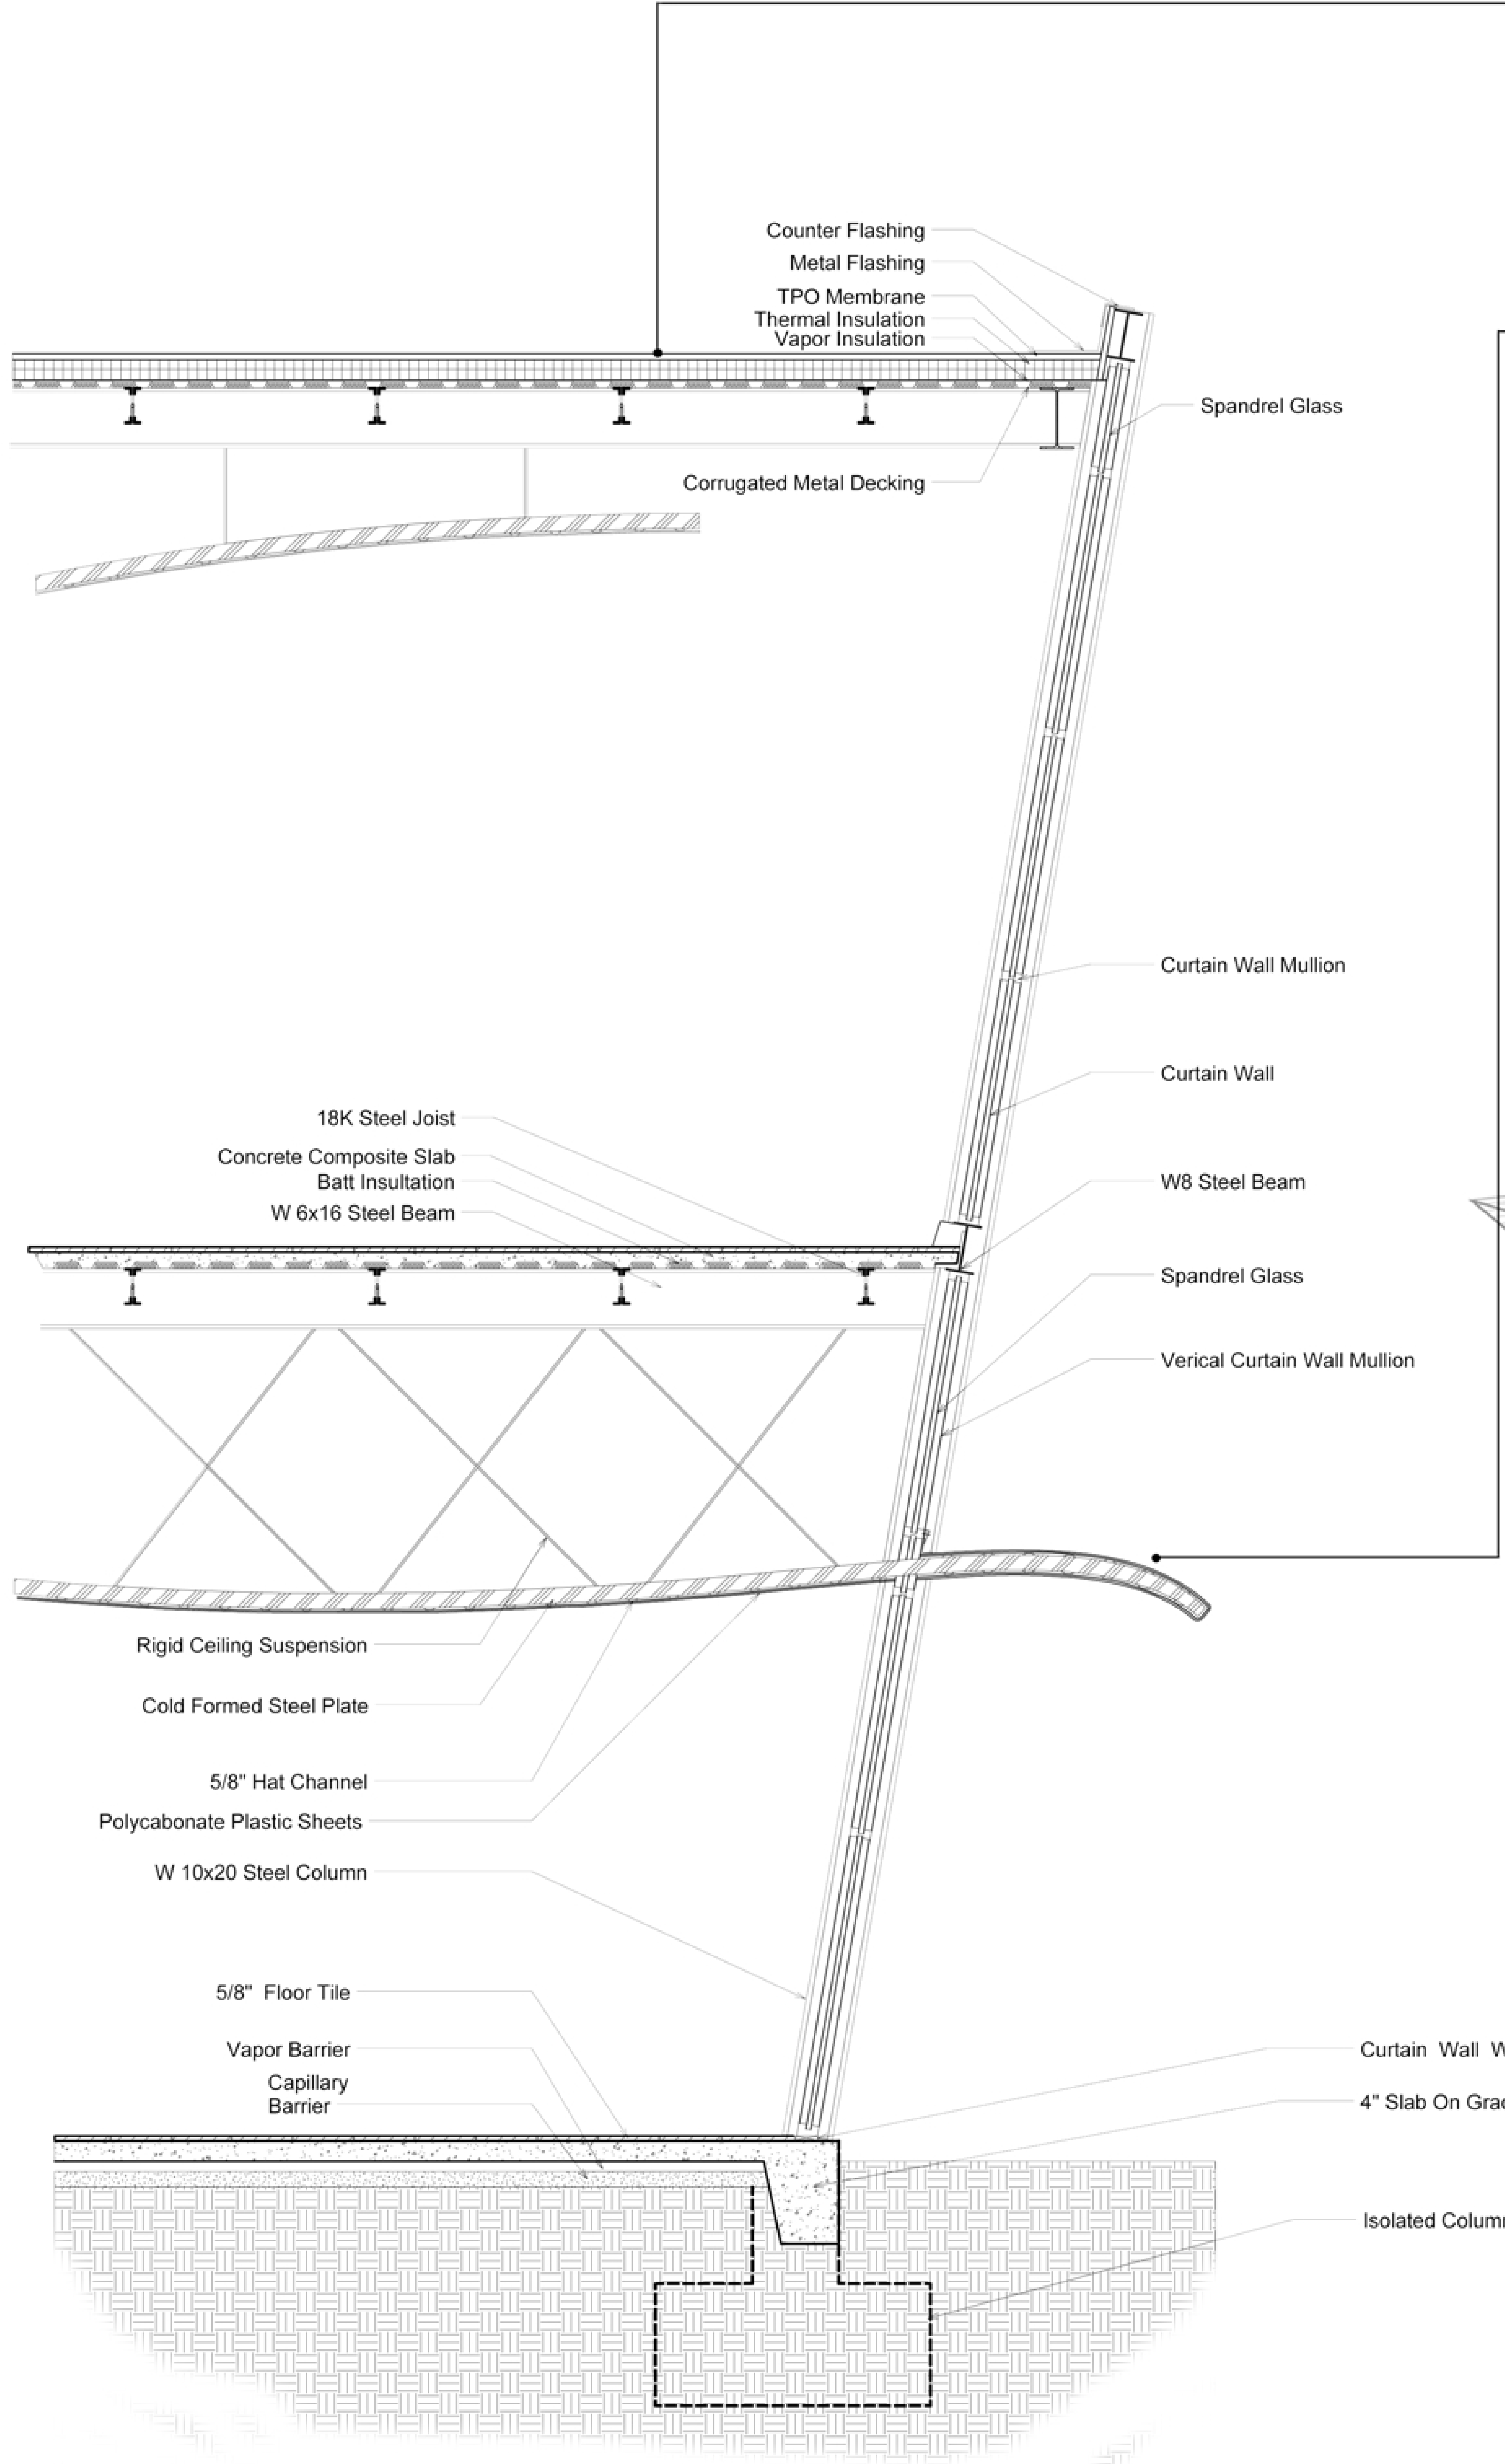 Counter Flashing
Metal Flashing
TPO Membrane
Thermal Insulation
Vapor Insulation
Spandrel Glass
Corrugated Metal Decking
Curtain Wall Mullion
Curtain Wall
18K Steel Joist
Concrete Composite Slab
Batt Insultation
W 6x16 Steel Beam
W8 Steel Beam
Spandrel Glass
Verical Curtain Wall Mullion
Rigid Ceiling Suspension
Cold Formed Steel Plate
5/8" Hat Channel
Polycabonate Plastic Sheets
W 10x20 Steel Column
5/8" Floor Tile
Vapor Barrier
Capillary
Barrier
Curtain Wall
4" Slab On
Isolated